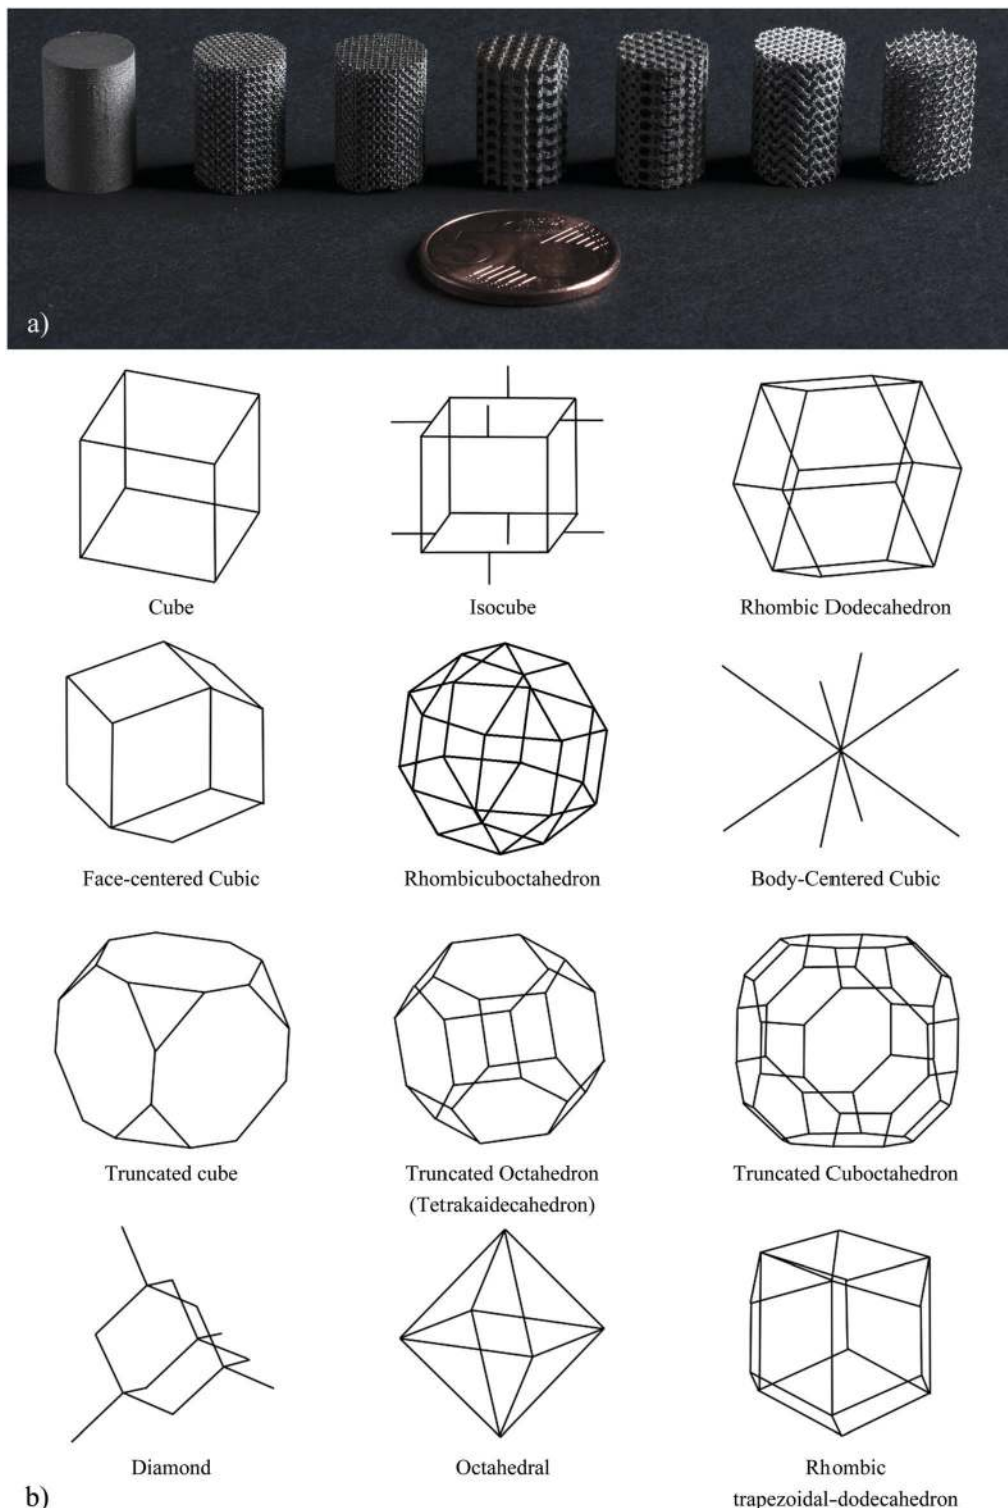 a)
Cube
Isocube
Rhombic Dodecahedron
Face-centered Cubic
Rhombicuboctahedron
Body-Centered Cubic
Truncated cube
Truncated Octahedron
(Tetrakaidecahedron)
Truncated Cuboctahedron
Diamond
Octahedral
Rhombic
trapezoidal-dodecahedron
b)